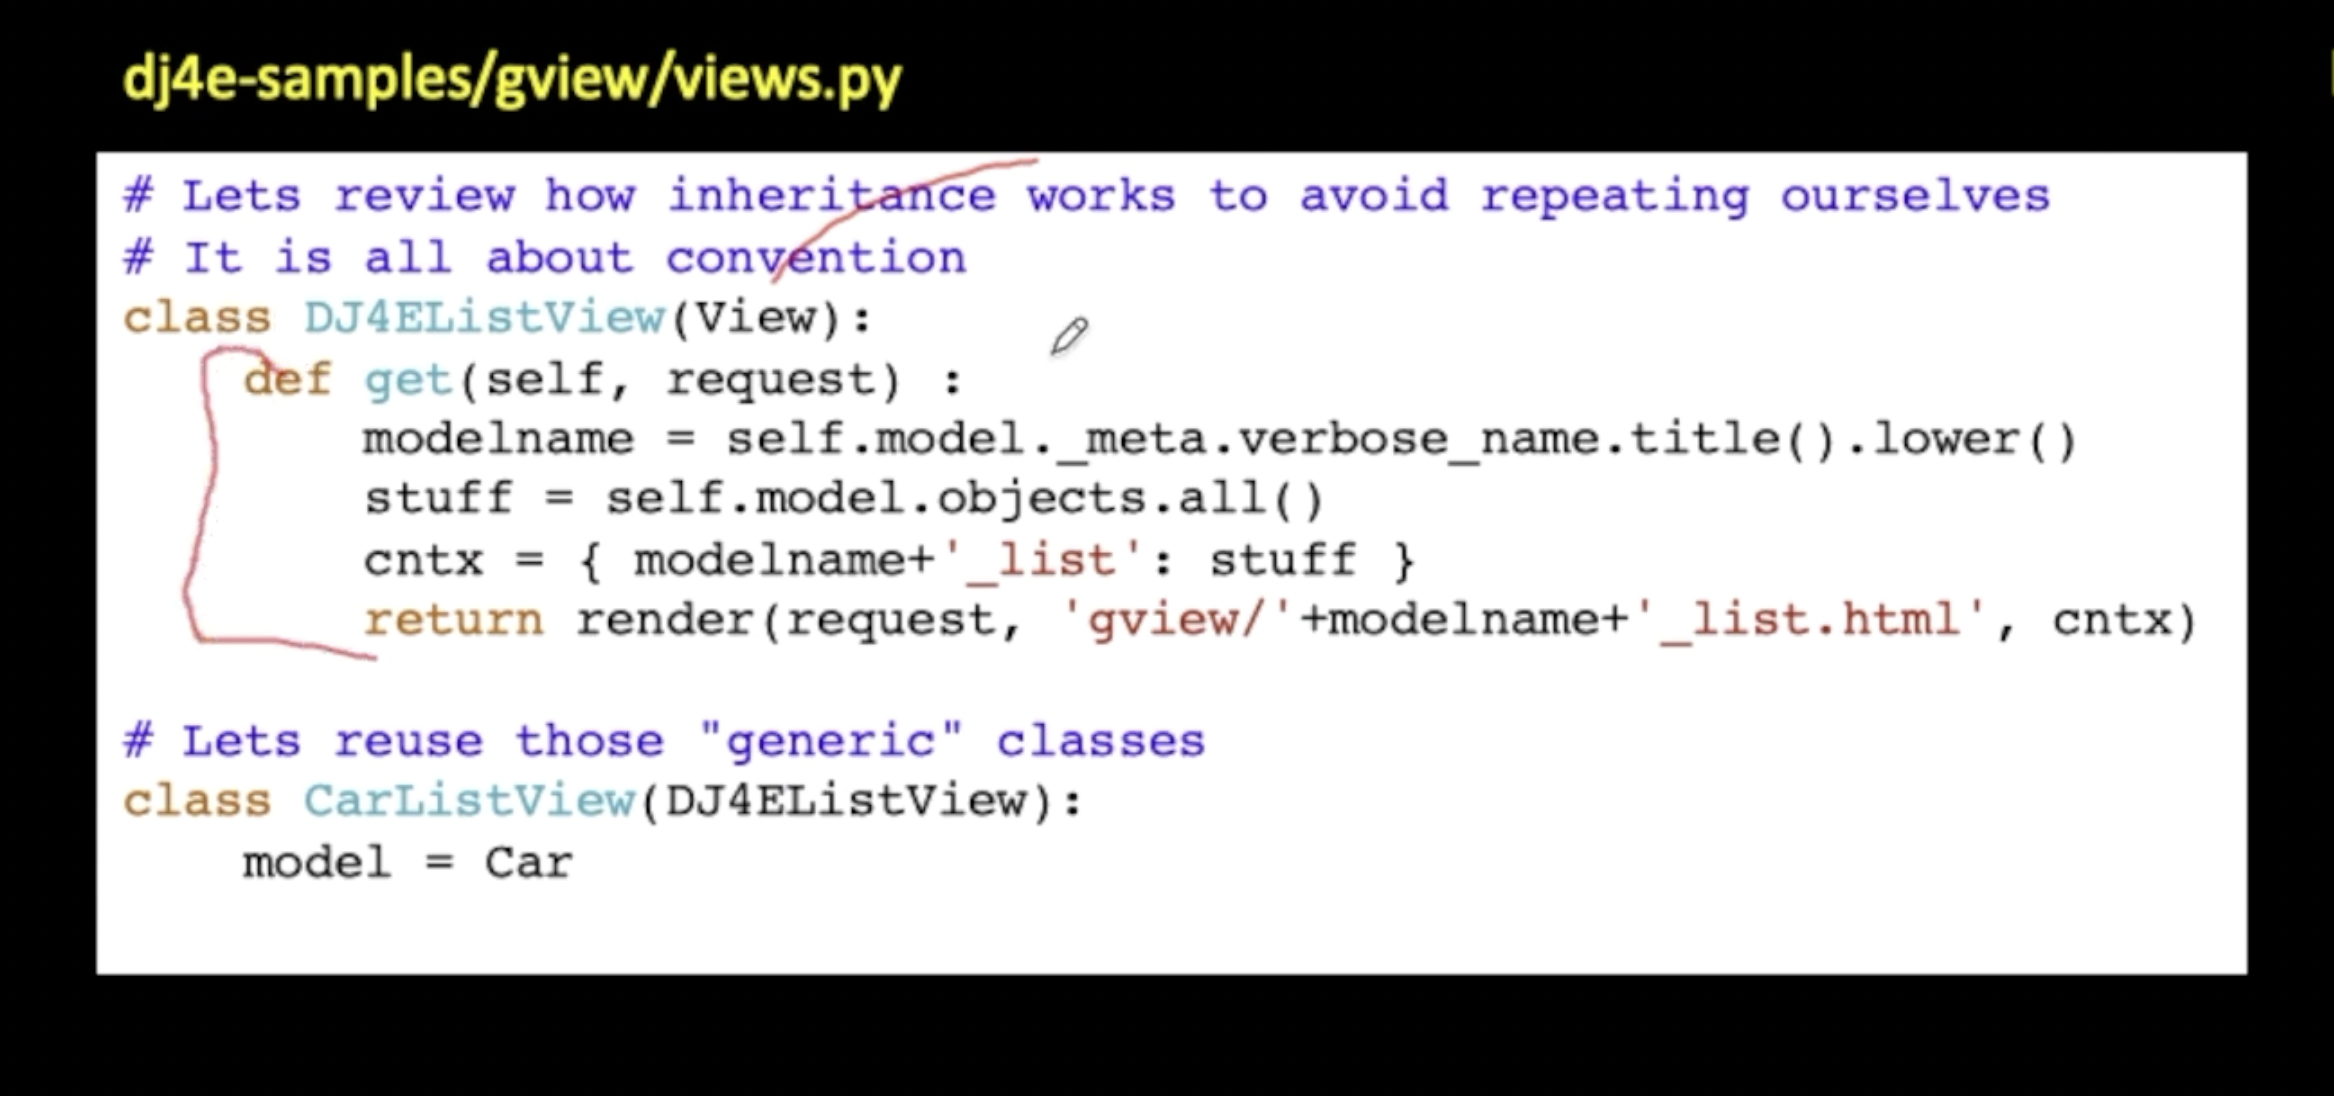 dj4e-samples/gview/views.py
# Lets review how inheritance works to avoid repeating ourselves
# It is all about convention
class DJ4EListView(View):
    def get(self, request) :
        modelname = self.model._meta.verbose_name.title().lower()
        stuff = self.model.objects.all()
        cntx = { modelname+'_list': stuff }
        return render(request, 'gview/'+modelname+'_list.html', cntx)
# Lets reuse those "generic" classes
class CarListView(DJ4EListView):
    model = Car